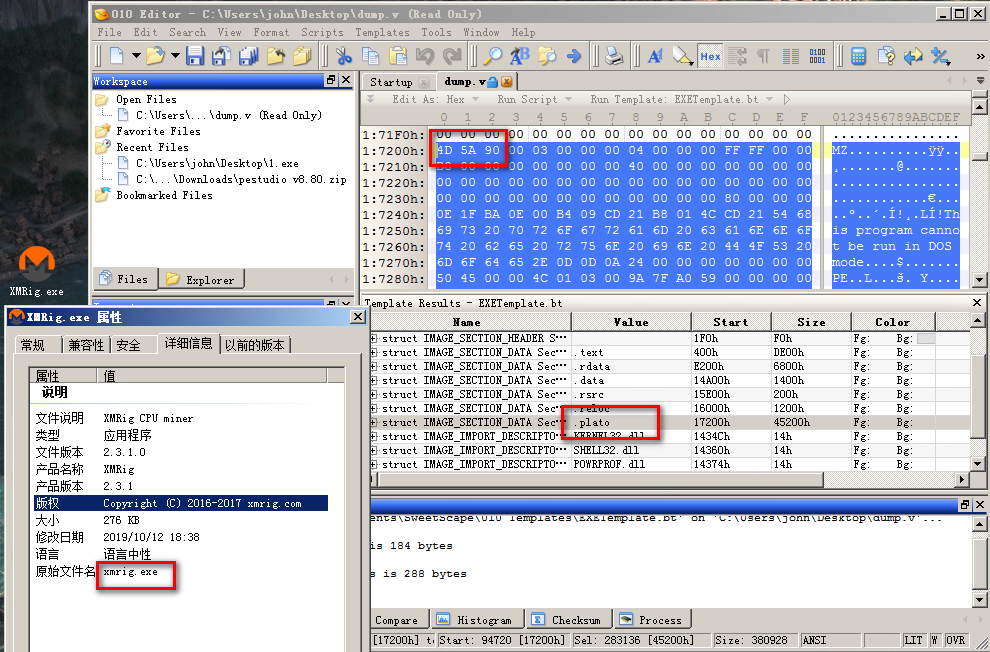 010 Editor - C:\Users\john\Desktop\dump.v (Read Only)
File Edit Search View Format Scripts Templates Tools Window Help
Hex
»
Workspace
Open Files
C:\Users\...\dump.v (Read Only)
Favorite Files
Recent Files
C:\Users\john\Desktop\1.exe
C:\...\Downloads\pestudio v8.80.zip
Bookmarked Files
Files Explorer
Startup dump.v
Edit As: Hex Run Script Run Template: EXETemplate.bt
0 1 2 3 4 5 6 7 8 9 A B C D E F 0123456789ABCDEF
1:71F0h: 00 00 00 00 00 00 00 00 00 00 00 00 00 00 00 00 ................
1:7200h: 4D 5A 90 00 03 00 00 00 04 00 00 00 FF FF 00 00 MZ..........ÿÿ..
1:7210h: 00 00 00 00 00 00 40 00 00 00 00 00 00 00 ¸.......@.......
1:7220h: 00 00 00 00 00 00 00 00 00 00 00 00 00 00 00 00 ................
1:7230h: 00 00 00 00 00 00 00 00 00 00 00 00 80 00 00 00 ............€...
1:7240h: 0E 1F BA 0E 00 B4 09 CD 21 B8 01 4C CD 21 54 68 ..º..´.Í!¸.LÍ!Th
1:7250h: 69 73 20 70 72 6F 67 72 61 6D 20 63 61 6E 6E 6F is program canno
1:7260h: 74 20 62 65 20 72 75 6E 20 69 6E 20 44 4F 53 20 t be run in DOS
1:7270h: 6D 6F 64 65 2E 0D 0D 0A 24 00 00 00 00 00 00 00 mode....$.......
1:7280h: 50 45 00 00 4C 01 03 00 9A 7F A0 59 00 00 00 00 PE..L...š. Y....
Template Results - EXETemplate.bt
Name Value Start Size Color
struct IMAGE_SECTION_HEADER S⋯ 1F0h F0h Fg: Bg:
struct IMAGE_SECTION_DATA Sec⋯ .text 400h DE00h Fg: Bg:
struct IMAGE_SECTION_DATA Sec⋯ .rdata E200h 6800h Fg: Bg:
struct IMAGE_SECTION_DATA Sec⋯ .data 14A00h 1400h Fg: Bg:
struct IMAGE_SECTION_DATA Sec⋯ .rsrc 15E00h 200h Fg: Bg:
struct IMAGE_SECTION_DATA Sec⋯ .reloc 16000h 1200h Fg: Bg:
struct IMAGE_SECTION_DATA Sec⋯ .plato 17200h 45200h Fg: Bg:
struct IMAGE_IMPORT_DESCRIPTO⋯ KERNEL32.dll 1434Ch 14h Fg: Bg:
struct IMAGE_IMPORT_DESCRIPTO⋯ SHELL32.dll 14360h 14h Fg: Bg:
struct IMAGE_IMPORT_DESCRIPTO⋯ POWRPROF.dll 14374h 14h Fg: Bg:
ents\SweetScape\010 Templates\EXETemplate.bt' on 'C:\Users\john\Desktop\dump.v'...
is 184 bytes
s is 288 bytes
Compare Histogram Checksum Process
[17200h] to Start: 94720 [17200h] Sel: 283136 [45200h] Size: 380928 ANSI LIT W OVR
XMRig.exe
XMRig.exe 属性
常规 兼容性 安全 详细信息 以前的版本
属性 值
说明
文件说明 XMRig CPU miner
类型 应用程序
文件版本 2.3.1.0
产品名称 XMRig
产品版本 2.3.1
版权 Copyright (C) 2016-2017 xmrig.com
大小 276 KB
修改日期 2019/10/12 18:38
语言 语言中性
原始文件名 xmrig.exe